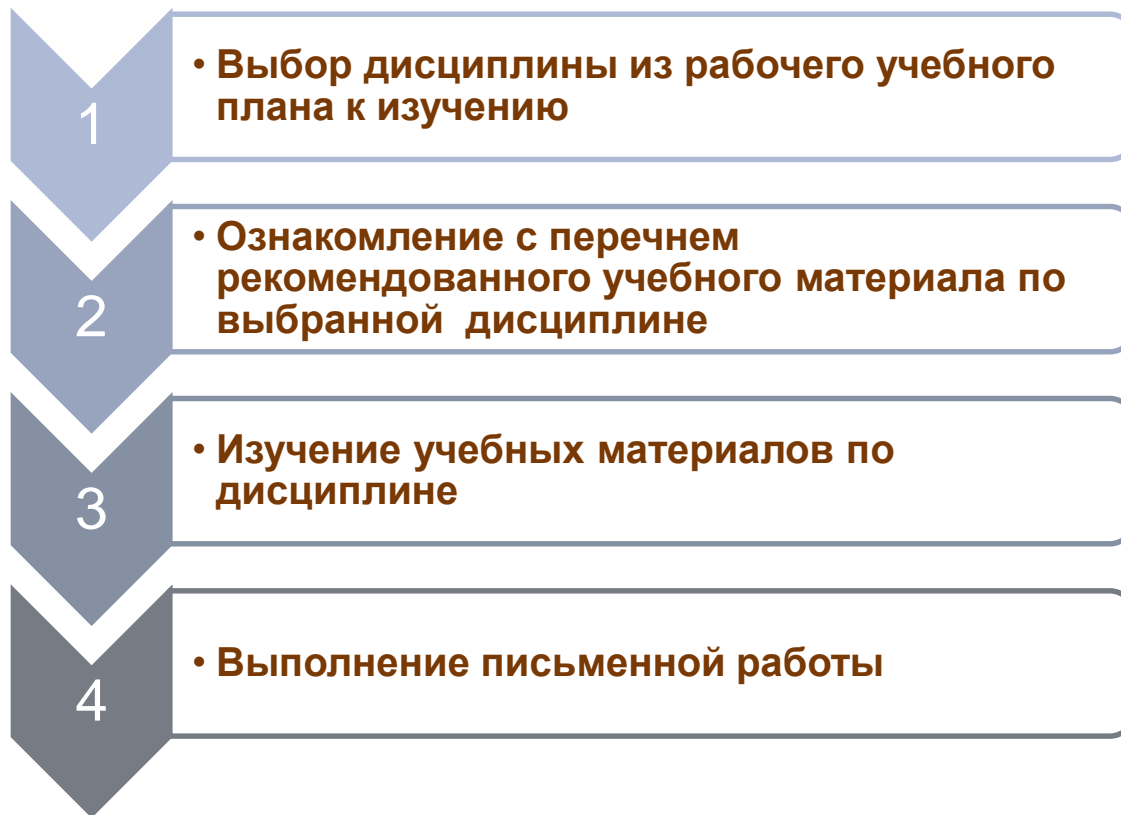 1
• Выбор дисциплины из рабочего учебного
плана к изучению
2
• Ознакомление с перечнем
рекомендованного учебного материала по
выбранной дисциплине
3
• Изучение учебных материалов по
дисциплине
4
• Выполнение письменной работы